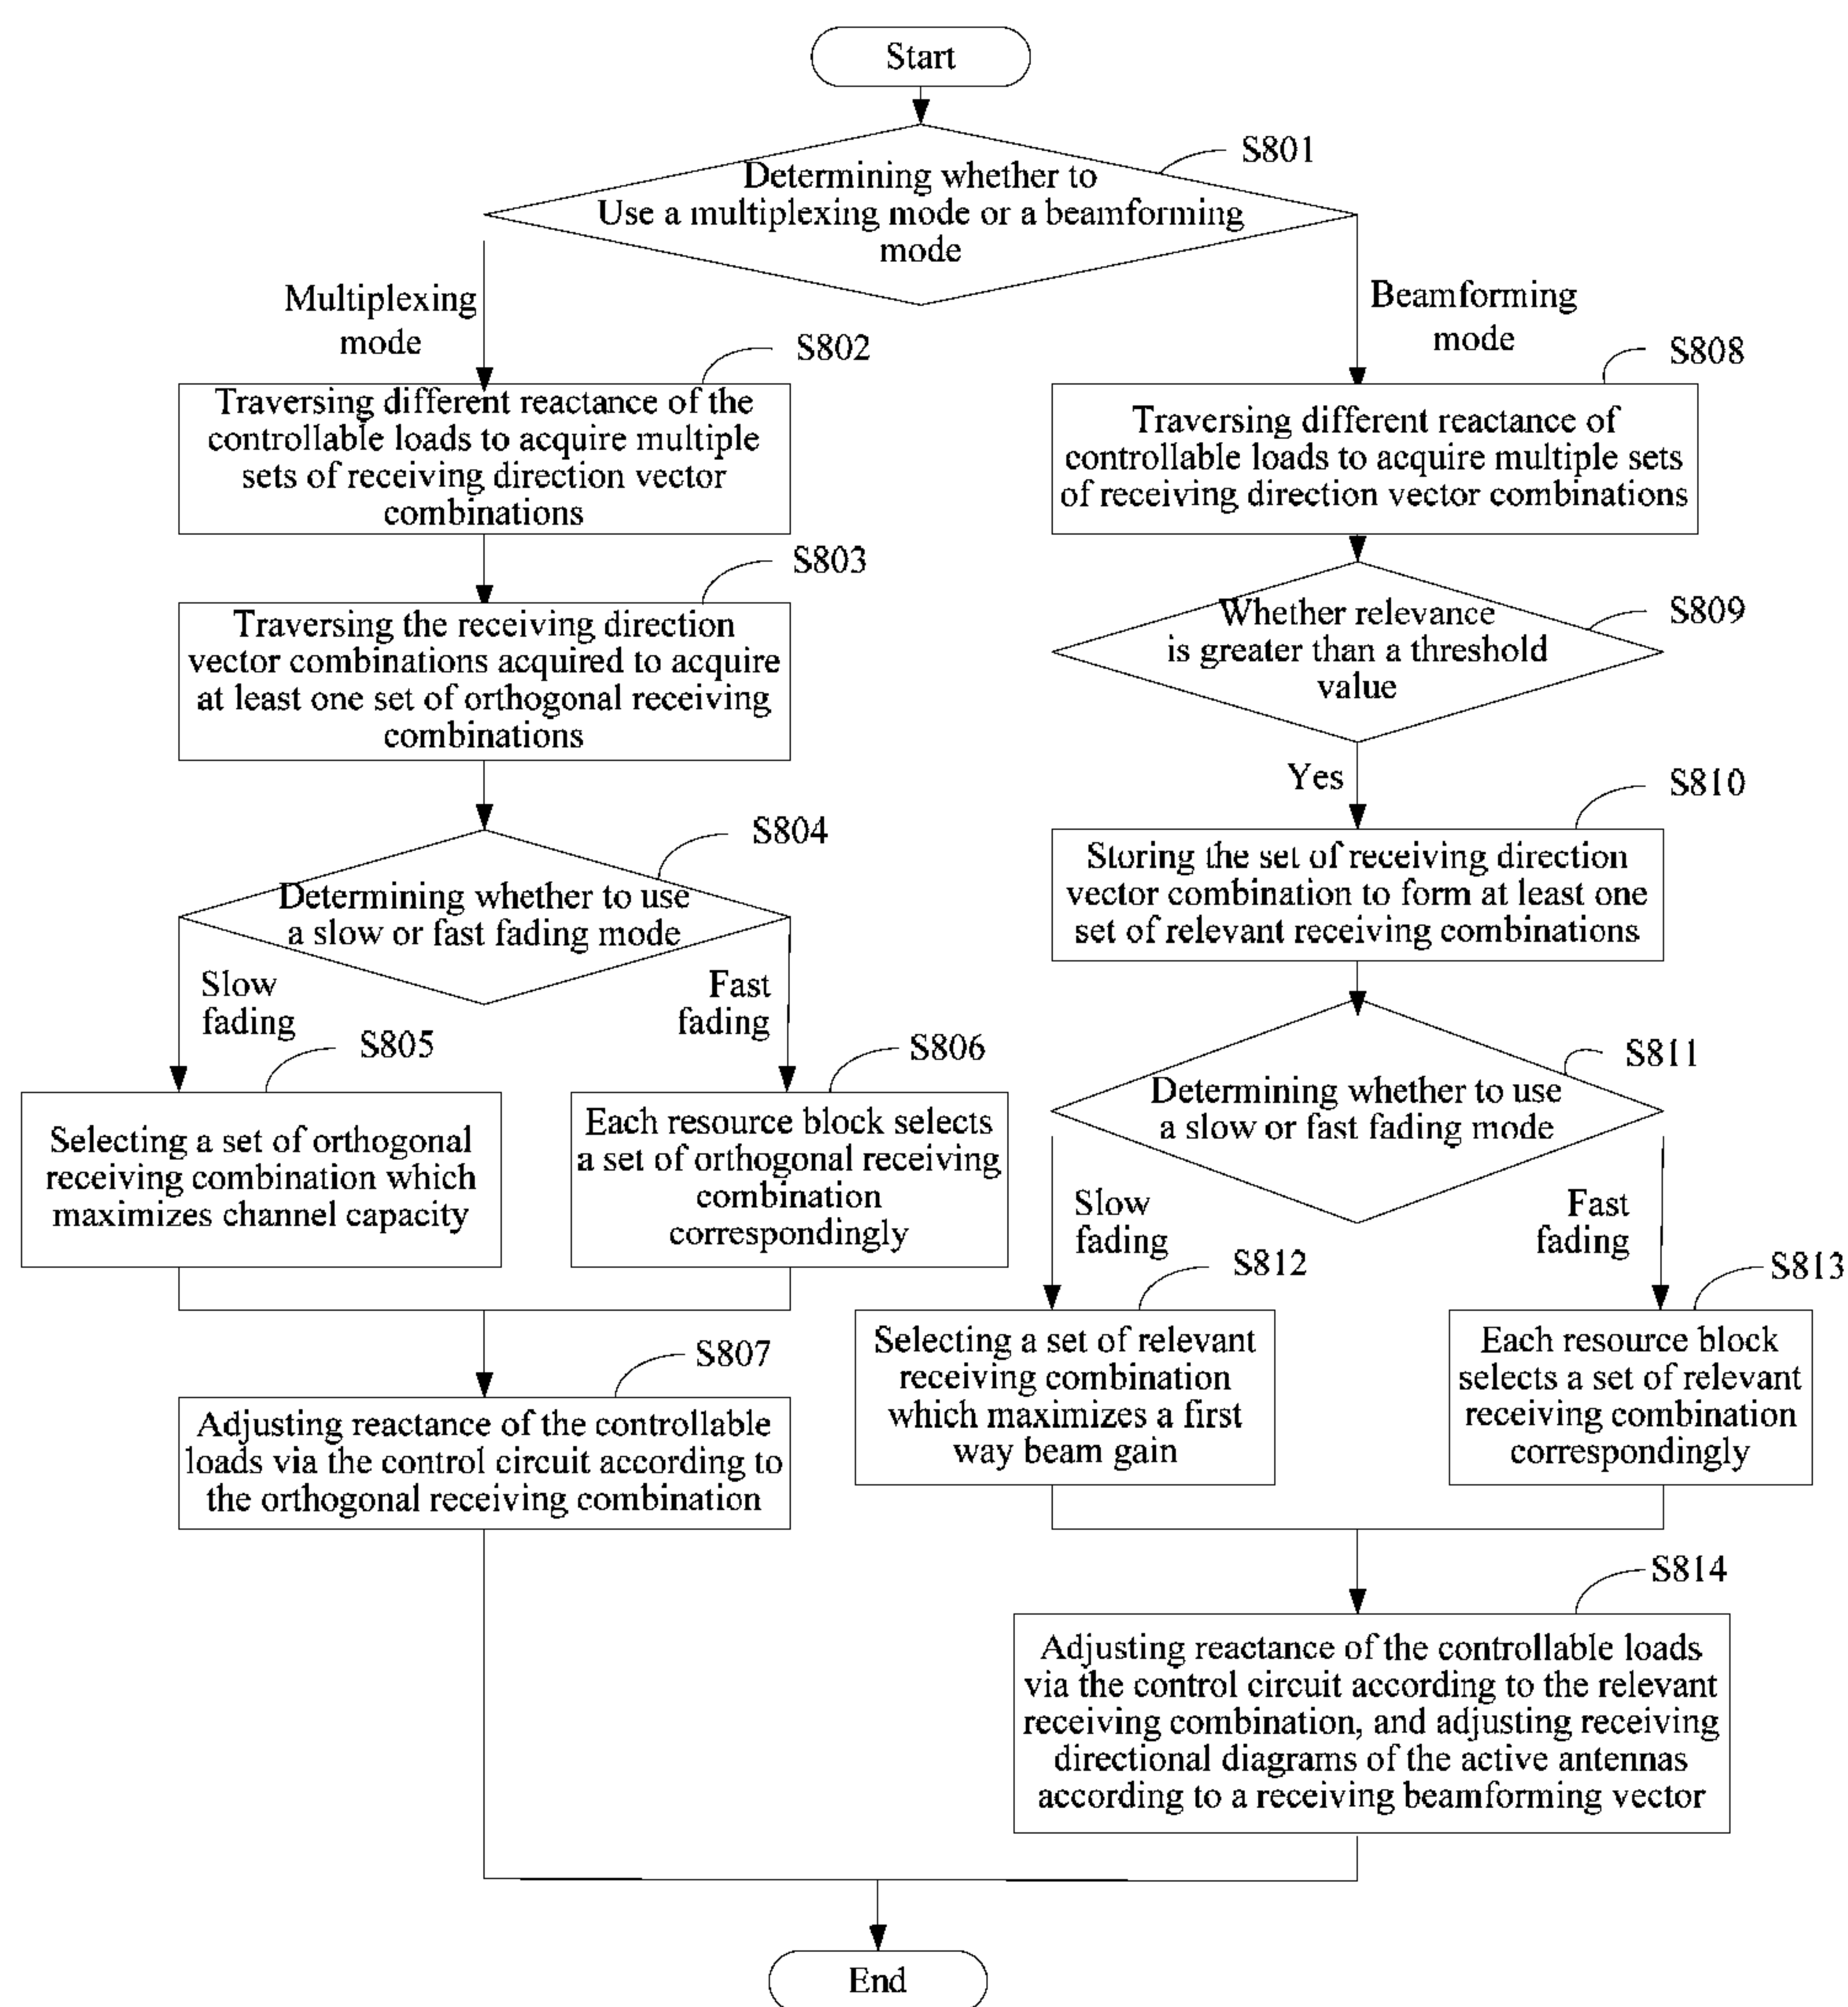 Start
S801
Determining whether to
Use a multiplexing mode or a beamforming
mode
Multiplexing
mode
Beamforming
mode
S802
Traversing different reactance of the
controllable loads to acquire multiple
sets of receiving direction vector
combinations
S803
Traversing the receiving direction
vector combinations acquired to acquire
at least one set of orthogonal receiving
combinations
S804
Determining whether to use
a slow or fast fading mode
Slow
fading
Fast
fading
S805
Selecting a set of orthogonal
receiving combination which
maximizes channel capacity
S806
Each resource block selects
a set of orthogonal receiving
combination
correspondingly
S807
Adjusting reactance of the controllable
loads via the control circuit according to
the orthogonal receiving combination
S808
Traversing different reactance of
controllable loads to acquire multiple sets
of receiving direction vector combinations
S809
Whether relevance
is greater than a threshold
value
Yes
S810
Storing the set of receiving direction
vector combination to form at least one
set of relevant receiving combinations
S811
Determining whether to use
a slow or fast fading mode
Slow
fading
Fast
fading
S812
Selecting a set of relevant
receiving combination
which maximizes a first
way beam gain
S813
Each resource block
selects a set of relevant
receiving combination
correspondingly
S814
Adjusting reactance of the controllable loads
via the control circuit according to the relevant
receiving combination, and adjusting receiving
directional diagrams of the active antennas
according to a receiving beamforming vector
End